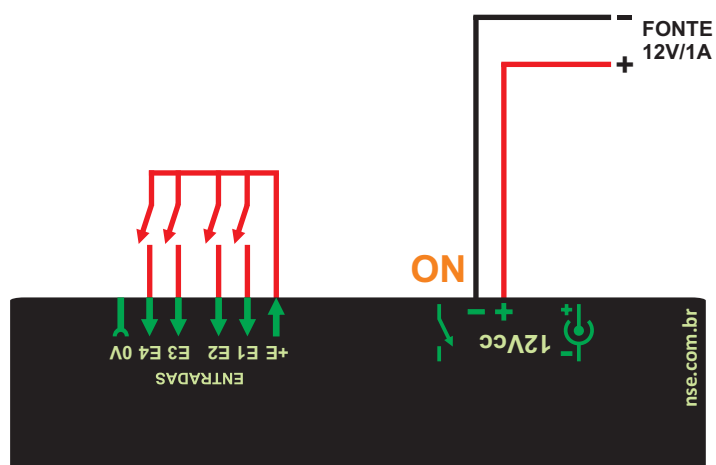 − FONTE
+ 12V/1A
ON
− +
+
−
12Vcc
0V E4 E3 E2 E1 +E
ENTRADAS
nse.com.br